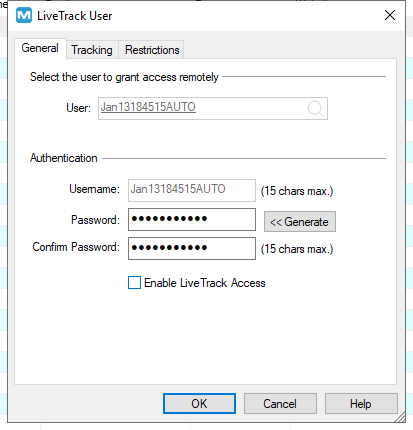 LiveTrack User
General Tracking Restrictions
Select the user to grant access remotely
User: Jan13184515AUTO
Authentication
Username: Jan13184515AUTO (15 chars max.)
Password: ●●●●●●●●●●● << Generate
Confirm Password: ●●●●●●●●●●● (15 chars max.)
Enable LiveTrack Access
OK Cancel Help